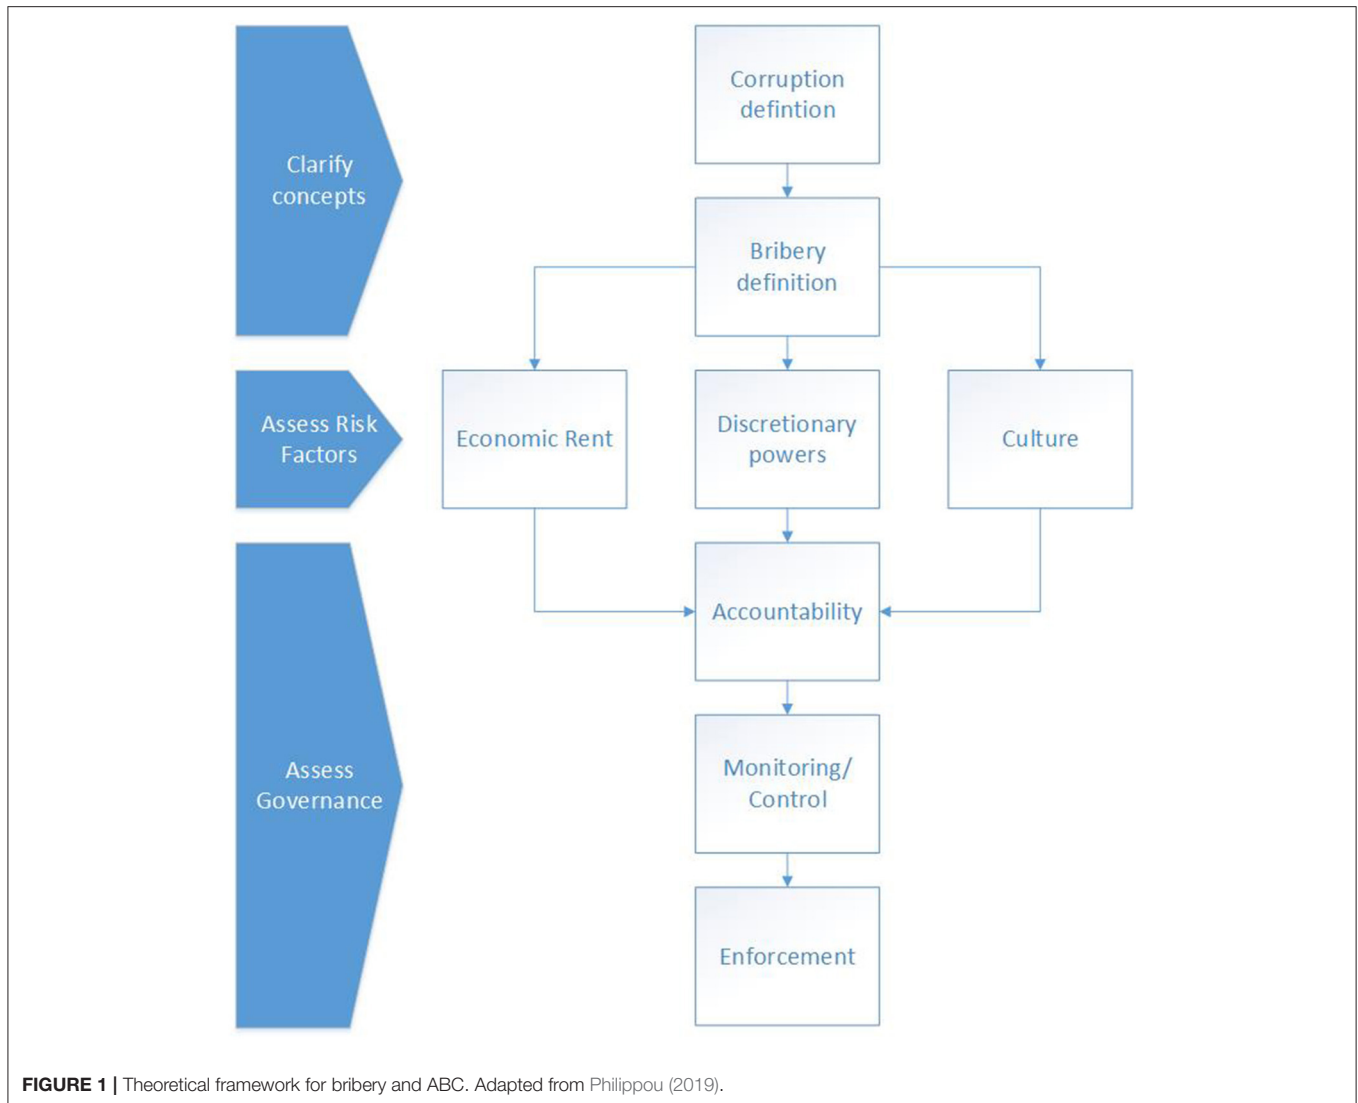 Clarify
concepts
Corruption
defintion
Bribery
definition
Assess Risk
Factors
Economic Rent
Discretionary
powers
Culture
Assess
Governance
Accountability
Monitoring/
Control
Enforcement
FIGURE 1 | Theoretical framework for bribery and ABC. Adapted from Philippou (2019).